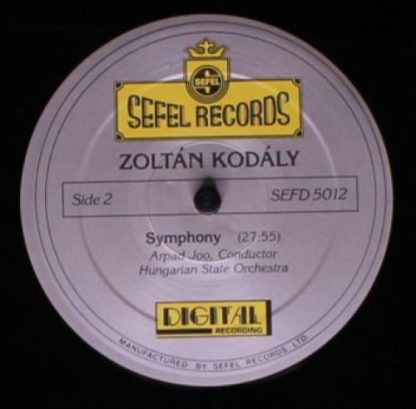 SEFEL
SEFEL RECORDS
ZOLTÁN KODÁLY
Side 2
SEFD 5012
Symphony (27:55)
Arpad Joo, Conductor
Hungarian State Orchestra
DIGITAL
RECORDING
MANUFACTURED BY SEFEL RECORDS LTD.